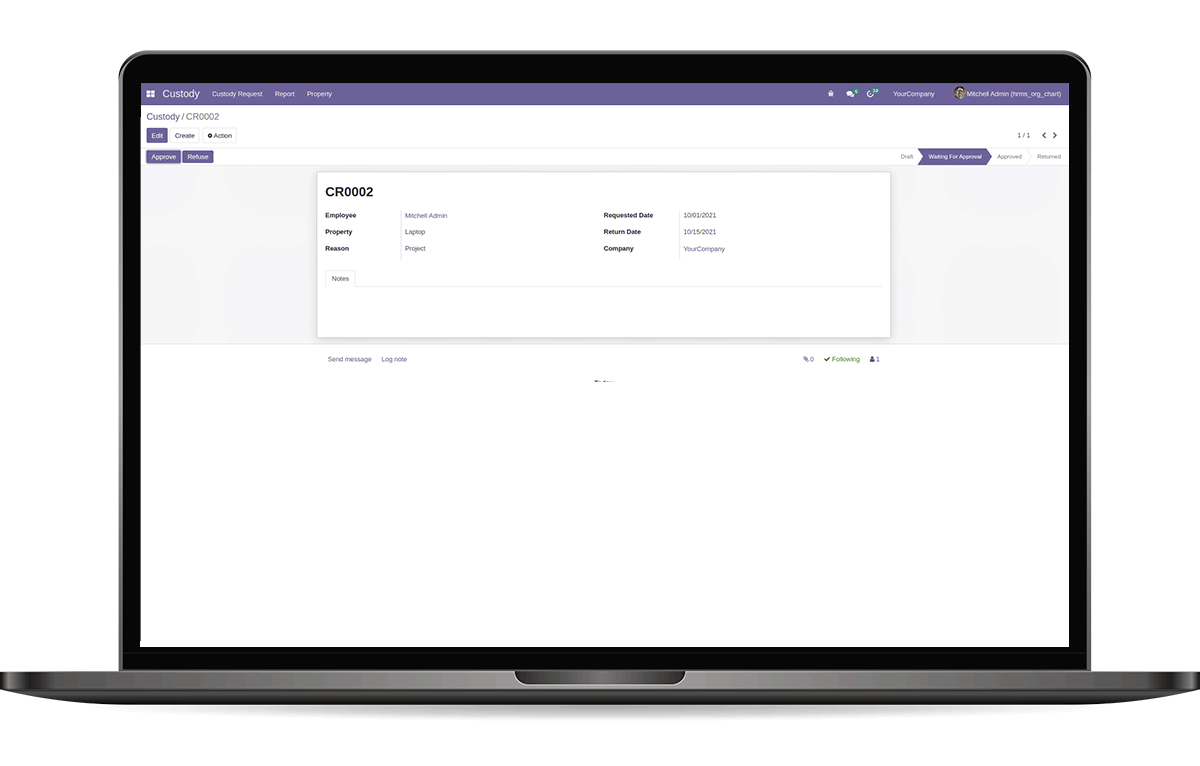 Custody Custody Request Report Property 5 13 YourCompany Mitchell Admin (hrms_org_chart)
Custody / CR0002
Edit Create Action 1 / 1
Approve Refuse Draft Waiting For Approval Approved Returned
CR0002
Employee Mitchell Admin Requested Date 10/01/2021
Property Laptop Return Date 10/15/2021
Reason Project Company YourCompany
Notes
Send message Log note 0 Following 1
Today